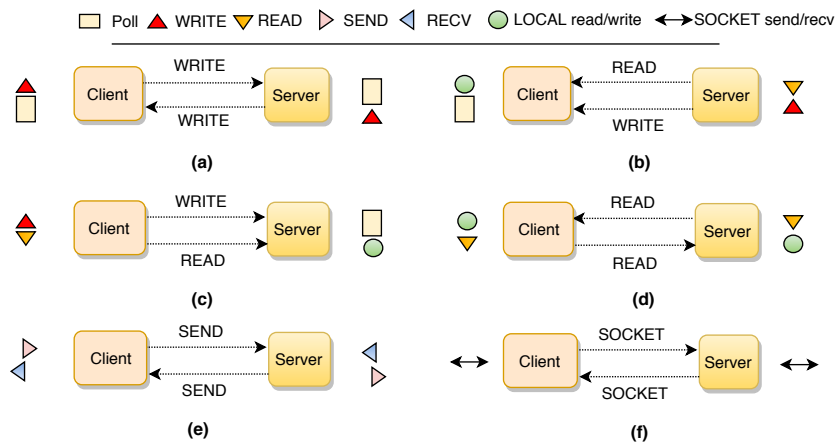 Poll WRITE READ SEND RECV LOCAL read/write SOCKET send/recv
WRITE
Client Server
WRITE
(a)
READ
Client Server
WRITE
(b)
WRITE
Client Server
READ
(c)
READ
Client Server
READ
(d)
SEND
Client Server
SEND
(e)
SOCKET
Client Server
SOCKET
(f)